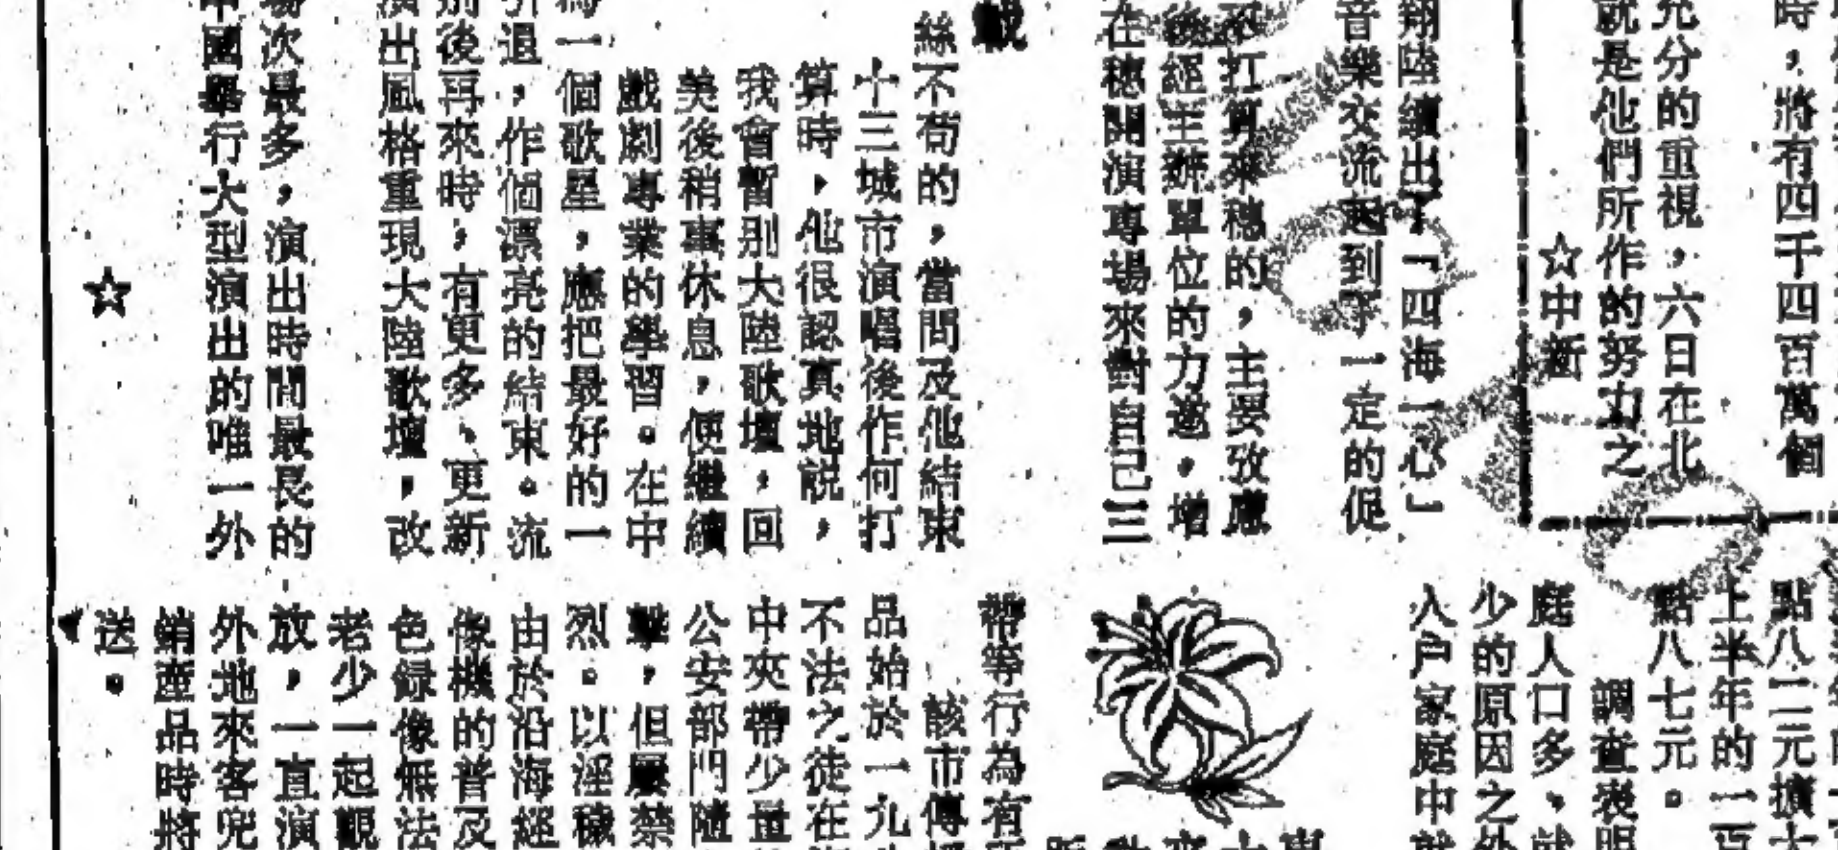 時，將有四千四百萬個
充分的重視，六日在北
就是他們所作的努力之
☆中新
翔陸續出了「四海一心」
音樂交流起到了一定的促
不打算來穗的，主要攷慮
後經主辦單位的力邀，增
在穗開演專場來對自己三
載
絲不苟的，當問及他結束
十三城市演唱後作何打
算時，他很認真地説，
我會暫别大陸歌壇，回
美後稍事休息，便繼續
戲劇專業的學習。在中
為一個歌星，應把最好的一
引退，作個漂亮的結束。流
别後再來時，有更多、更新
演出風格重現大陸歌壇，改
場次最多，演出時間最長的
中國舉行大型演出的唯一外
☆
點八二元擴大
上半年的一百
點八七元。
調查表明
庭人口多，就
少的原因之外
入户家庭中就
帶等行為有
該市傳播
品始於一九
不法之徒在
中夾帶少量
公安部門隨
擊，但屢禁
烈。以淫穢
由於沿海經
像機的普及
色録像無法
老少一起觀
放，一直演
外地來客兜
銷產品時將
送。